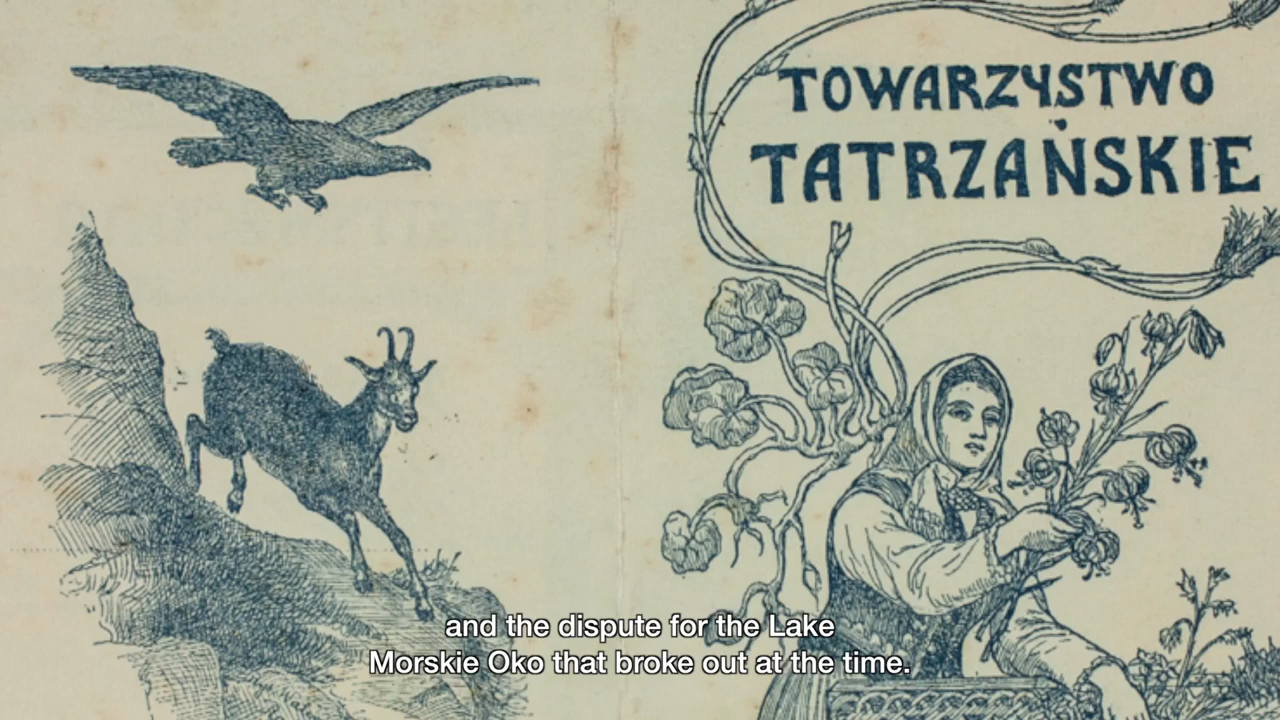 TOWARZYSTWO
TATRZAŃSKIE
and the dispute for the Lake
Morskie Oko that broke out at the time.